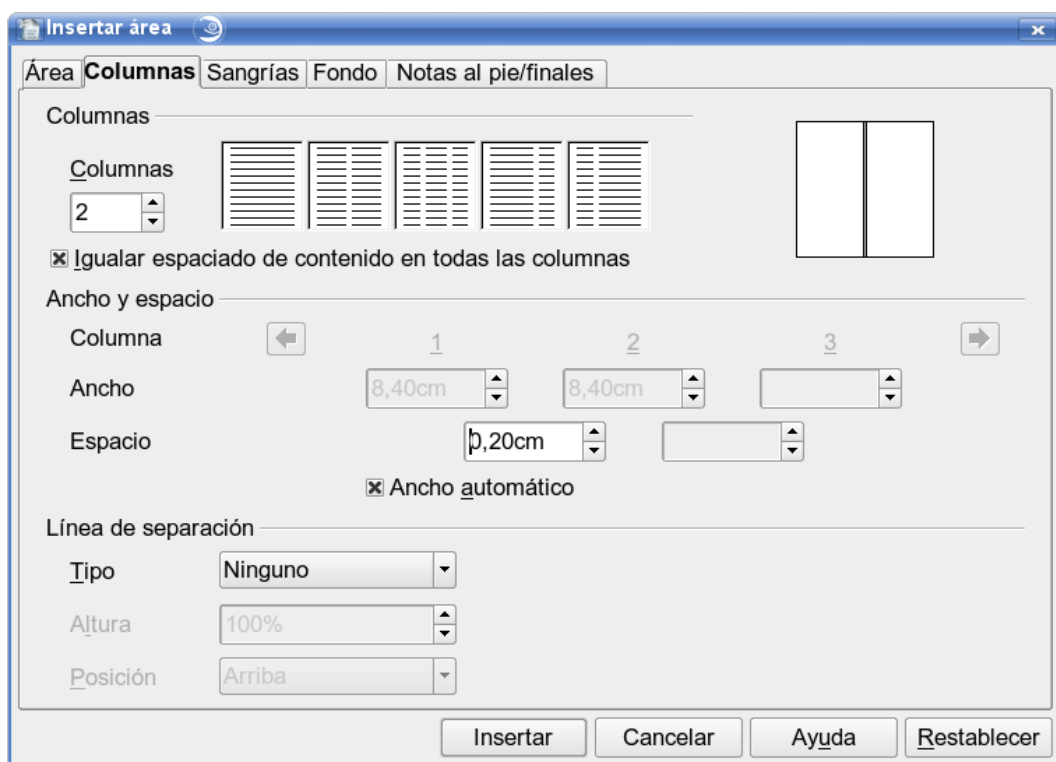 Insertar área
Área Columnas Sangrías Fondo Notas al pie/finales
Columnas
Columnas
2
Igualar espaciado de contenido en todas las columnas
Ancho y espacio
Columna 1 2 3
Ancho 8,40cm 8,40cm
Espacio 0,20cm
Ancho automático
Línea de separación
Tipo Ninguno
Altura 100%
Posición Arriba
Insertar Cancelar Ayuda Restablecer